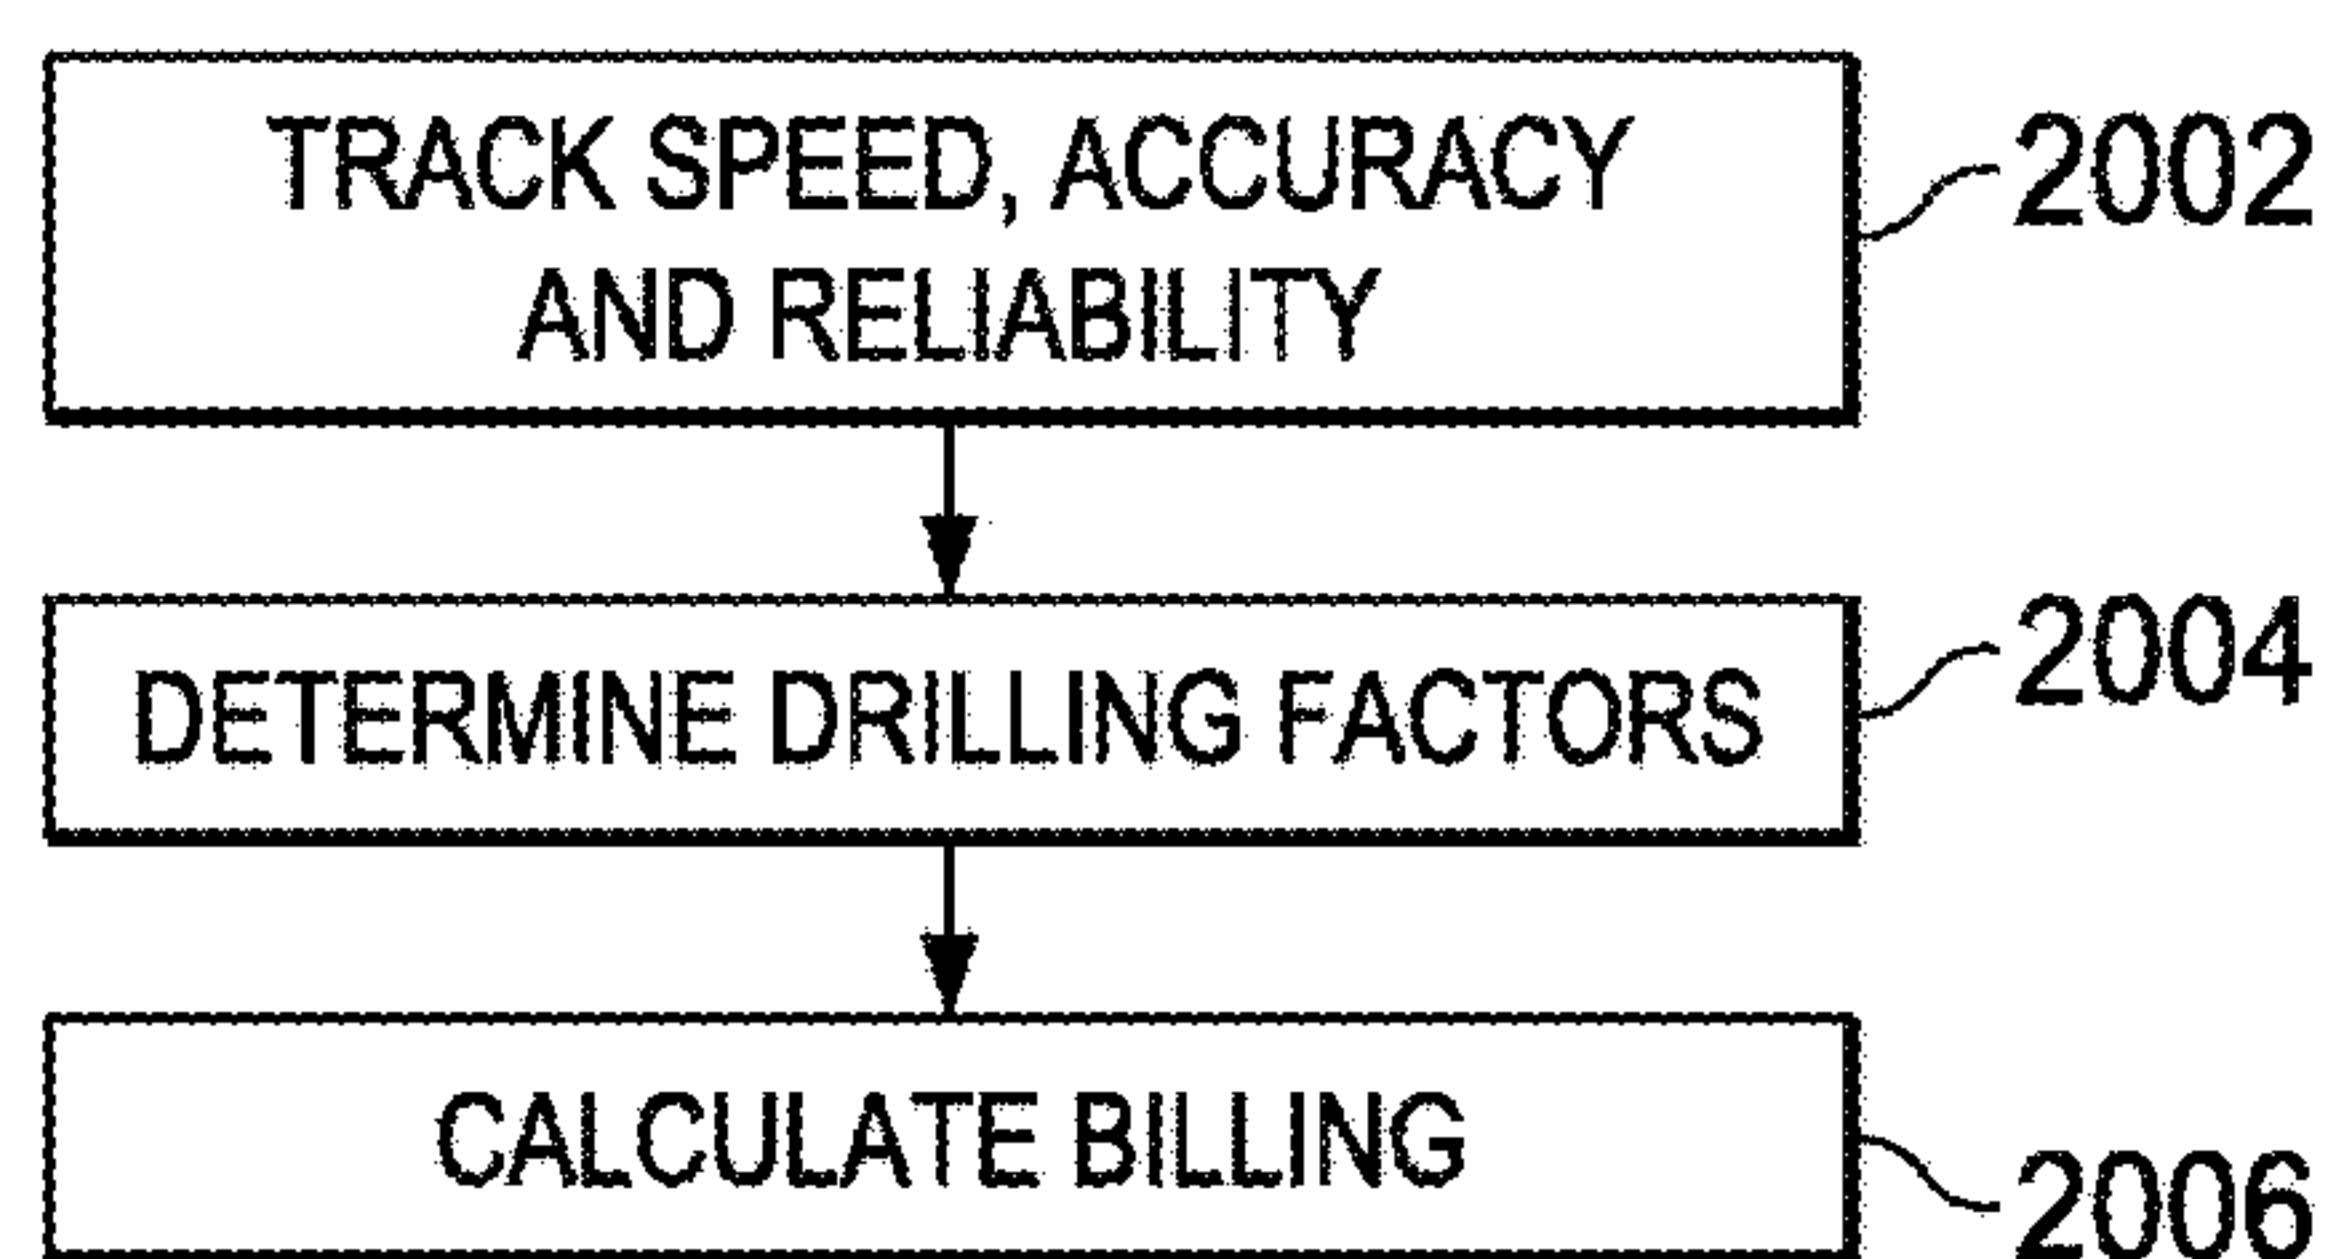 TRACK SPEED, ACCURACY
AND RELIABILITY
2002
DETERMINE DRILLING FACTORS
2004
CALCULATE BILLING
2006